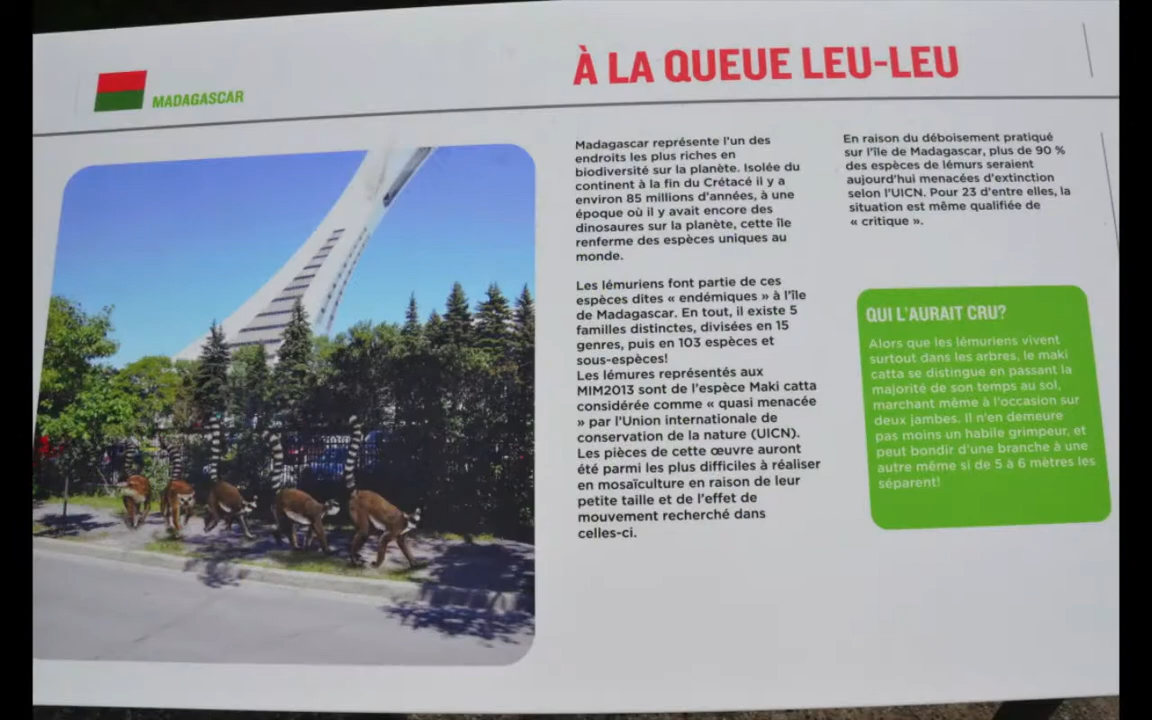 MADAGASCAR
À LA QUEUE LEU-LEU
Madagascar représente l'un des
endroits les plus riches en
biodiversité sur la planète. Isolée du
continent à la fin du Crétacé il y a
environ 85 millions d'années, à une
époque où il y avait encore des
dinosaures sur la planète, cette île
renferme des espèces uniques au
monde.
Les lémuriens font partie de ces
espèces dites « endémiques » à l'île
de Madagascar. En tout, il existe 5
familles distinctes, divisées en 15
genres, puis en 103 espèces et
sous-espèces!
Les lémures représentés aux
MIM2013 sont de l'espèce Maki catta
considérée comme « quasi menacée
» par l'Union internationale de
conservation de la nature (UICN).
Les pièces de cette œuvre auront
été parmi les plus difficiles à réaliser
en mosaïculture en raison de leur
petite taille et de l'effet de
mouvement recherché dans
celles-ci.
En raison du déboisement pratiqué
sur l'île de Madagascar, plus de 90 %
des espèces de lémurs seraient
aujourd'hui menacées d'extinction
selon l'UICN. Pour 23 d'entre elles, la
situation est même qualifiée de
« critique ».
QUI L'AURAIT CRU?
Alors que les lémuriens vivent
surtout dans les arbres, le maki
catta se distingue en passant la
majorité de son temps au sol,
marchant même à l'occasion sur
deux jambes. Il n'en demeure
pas moins un habile grimpeur, et
peut bondir d'une branche à une
autre même si de 5 à 6 mètres les
séparent!